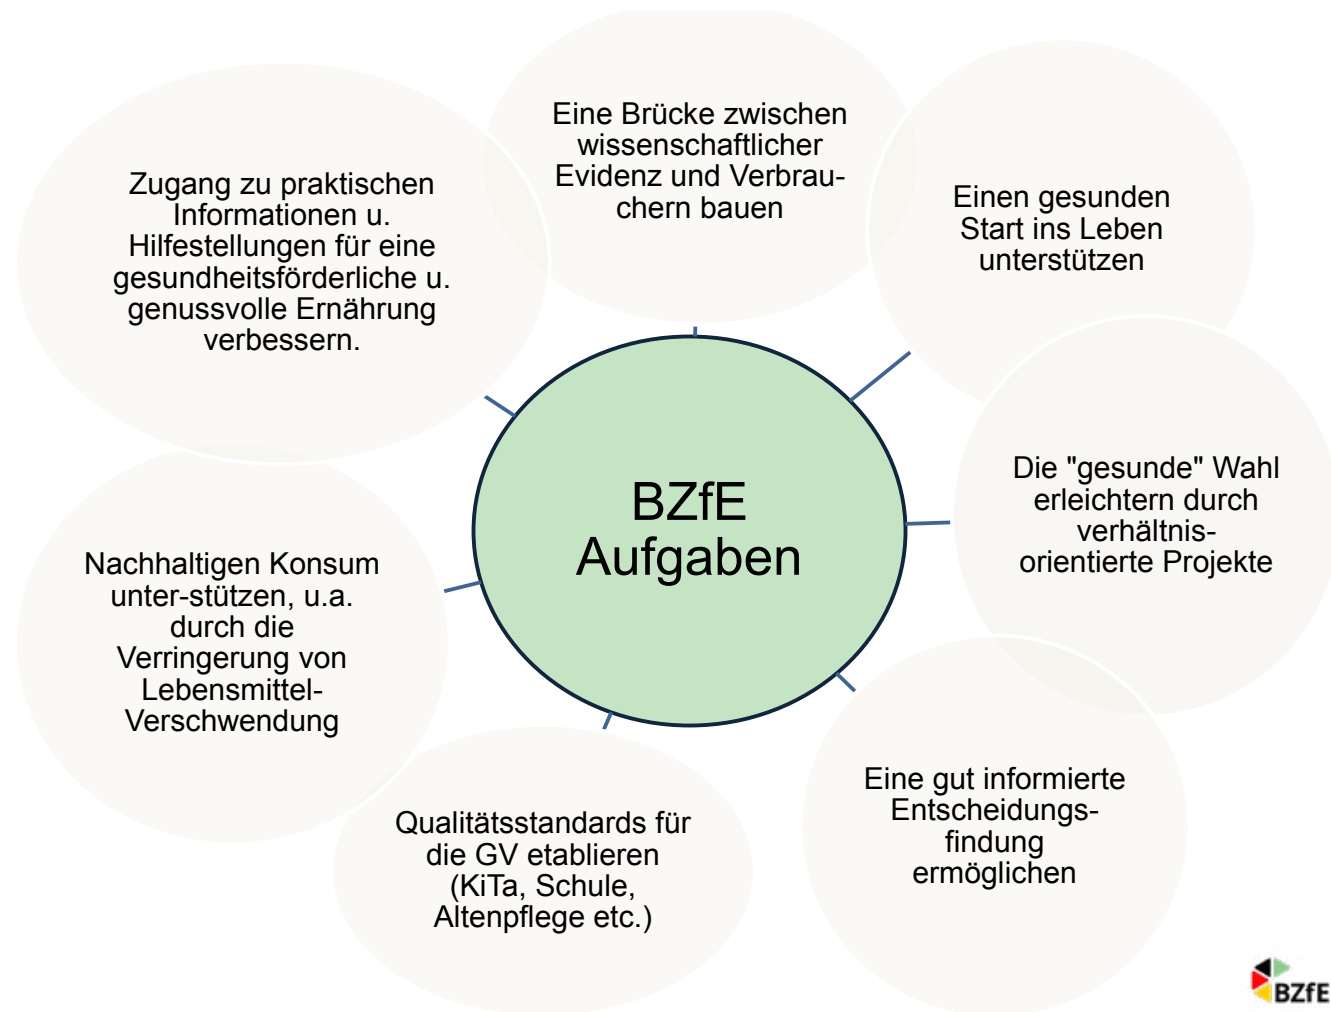 Eine Brücke zwischen
wissenschaftlicher
Evidenz und Verbrau-
chern bauen
Einen gesunden
Start ins Leben
unterstützen
Die "gesunde" Wahl
erleichtern durch
verhältnis-
orientierte Projekte
Eine gut informierte
Entscheidungs-
findung
ermöglichen
Qualitätsstandards für
die GV etablieren
(KiTa, Schule,
Altenpflege etc.)
Nachhaltigen Konsum
unter-stützen, u.a.
durch die
Verringerung von
Lebensmittel-
Verschwendung
Zugang zu praktischen
Informationen u.
Hilfestellungen für eine
gesundheitsförderliche u.
genussvolle Ernährung
verbessern.
BZfE
Aufgaben
BZfE